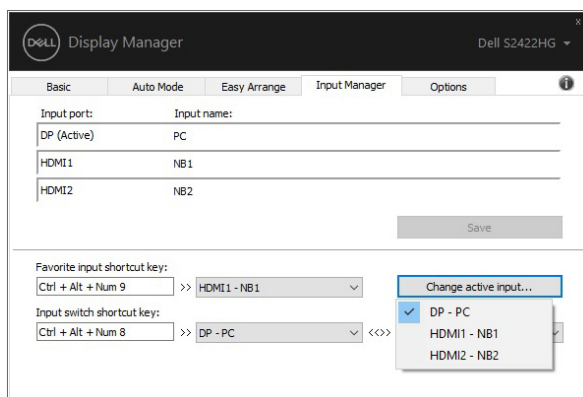 x
DELL Display Manager Dell S2422HG
Basic Auto Mode Easy Arrange Input Manager Options i
Input port: Input name:
DP (Active) PC
HDMI1 NB1
HDMI2 NB2
Save
Favorite input shortcut key:
Ctrl + Alt + Num 9 >> HDMI1 - NB1 Change active input...
Input switch shortcut key:
Ctrl + Alt + Num 8 >> DP - PC <<>>
DP - PC
HDMI1 - NB1
HDMI2 - NB2